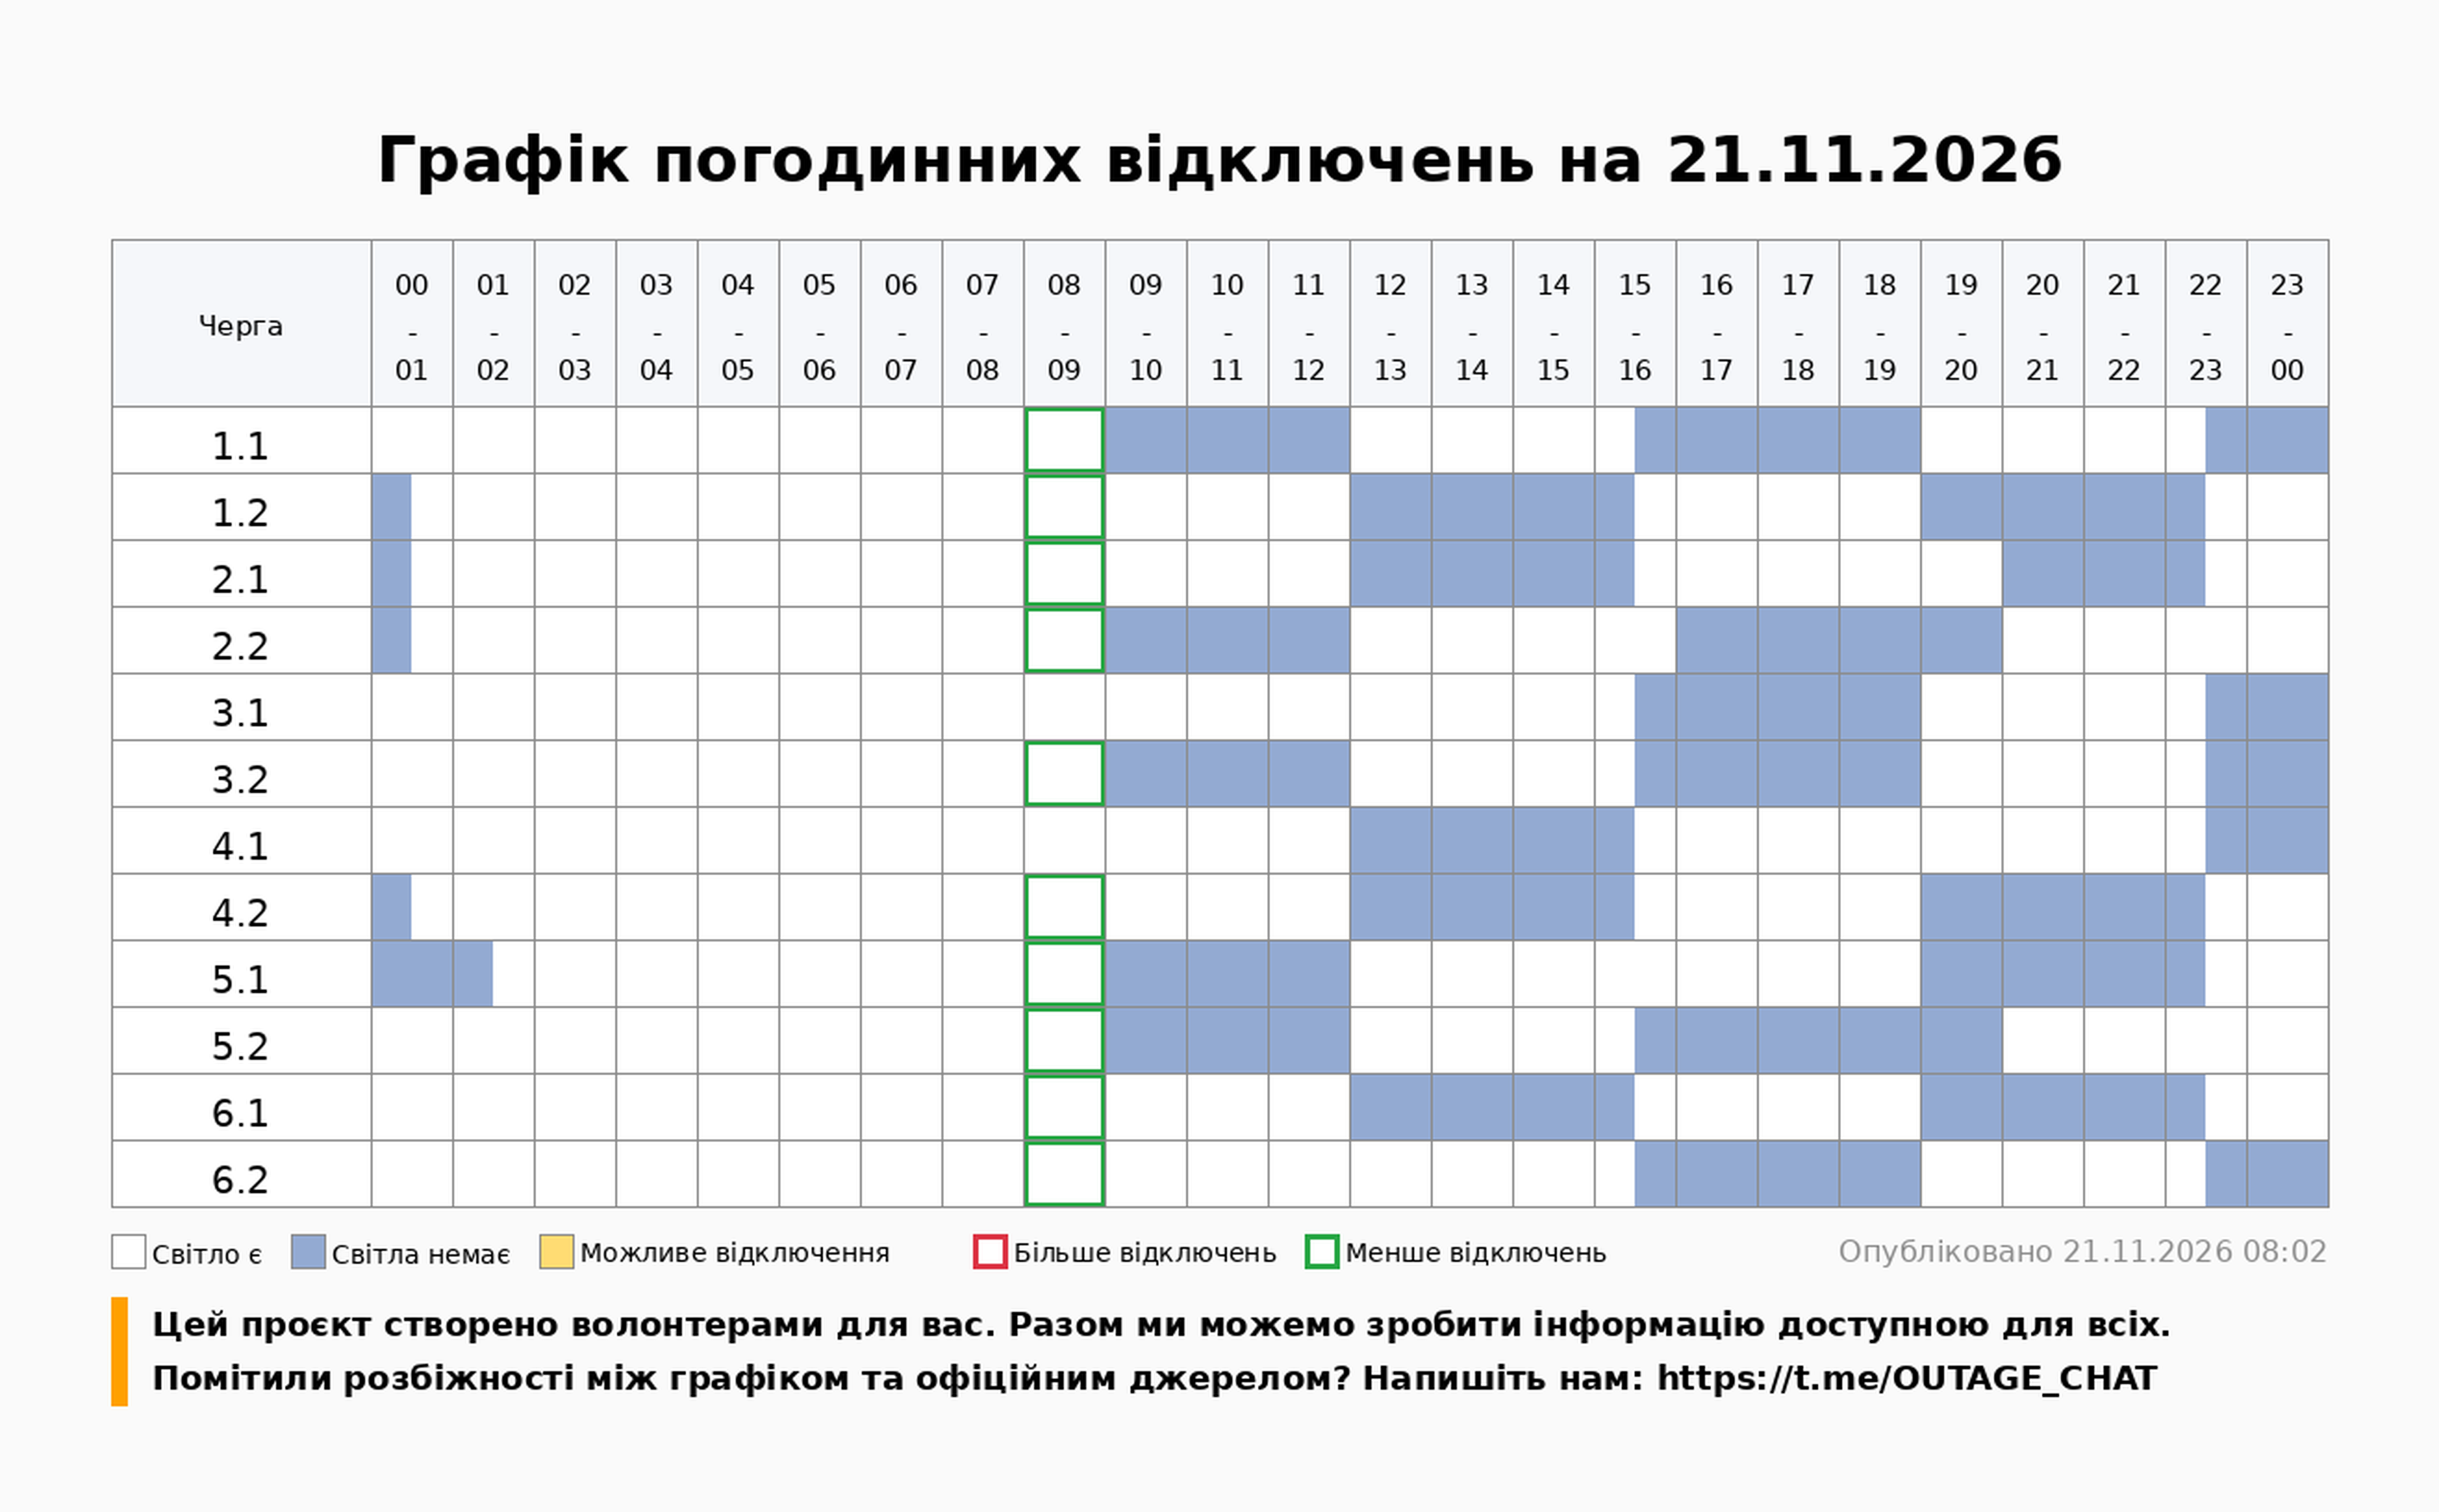 Графік погодинних відключень на 21.11.2026
Черга 00 - 01 01 - 02 02 - 03 03 - 04 04 - 05 05 - 06 06 - 07 07 - 08 08 - 09 09 - 10 10 - 11 11 - 12 12 - 13 13 - 14 14 - 15 15 - 16 16 - 17 17 - 18 18 - 19 19 - 20 20 - 21 21 - 22 22 - 23 23 - 00
1.1
1.2
2.1
2.2
3.1
3.2
4.1
4.2
5.1
5.2
6.1
6.2
Світло є Світла немає Можливе відключення Більше відключень Менше відключень Опубліковано 21.11.2026 08:02
Цей проєкт створено волонтерами для вас. Разом ми можемо зробити інформацію доступною для всіх.
Помітили розбіжності між графіком та офіційним джерелом? Напишіть нам: https://t.me/OUTAGE_CHAT